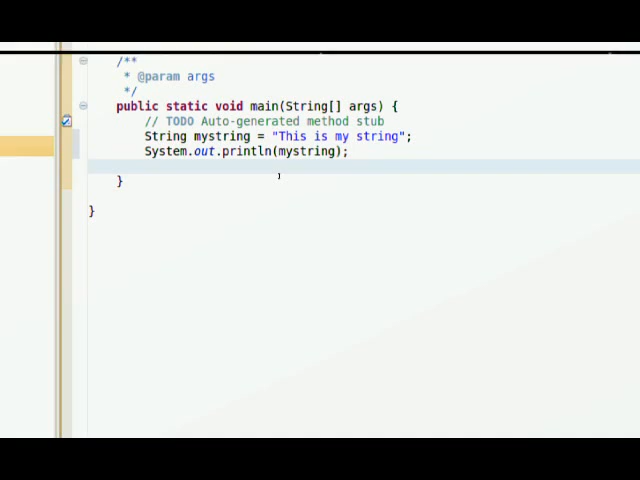 /**
* @param args
*/
public static void main(String[] args) {
// TODO Auto-generated method stub
String mystring = "This is my string";
System.out.println(mystring);
}
}